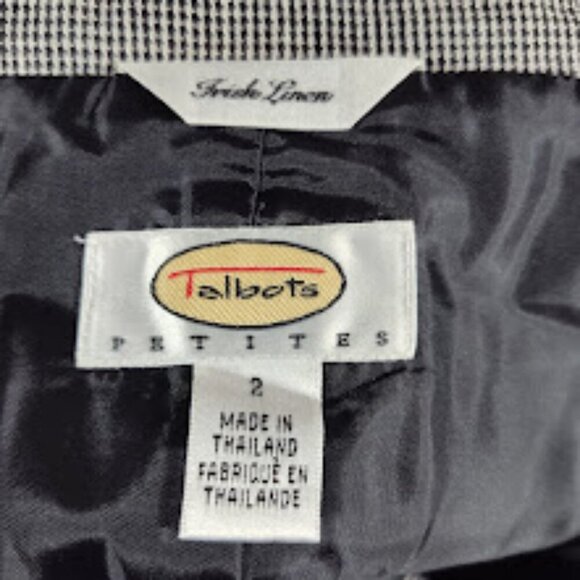 Irish Linen
Talbots
PETITES
2
MADE IN
THAILAND
FABRIQUÉ EN
THAILANDE